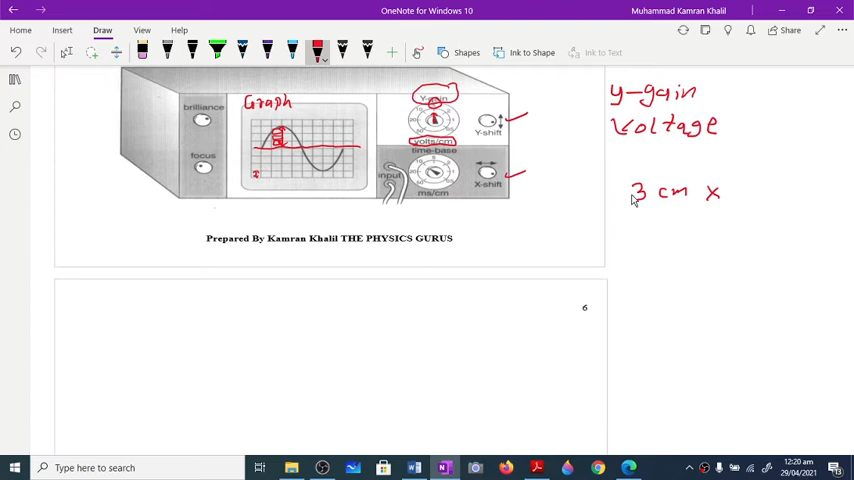 OneNote for Windows 10
Muhammad Kamran Khalil
Home Insert Draw View Help
Share
Shapes Ink to Shape Ink to Text
Graph
brilliance
focus
Y-gain
volts/cm
Y-shift
time-base
input
ms/cm
X-shift
y-gain
Voltage
3 cm x
Prepared By Kamran Khalil THE PHYSICS GURUS
6
Type here to search
12:20 am
29/04/2021